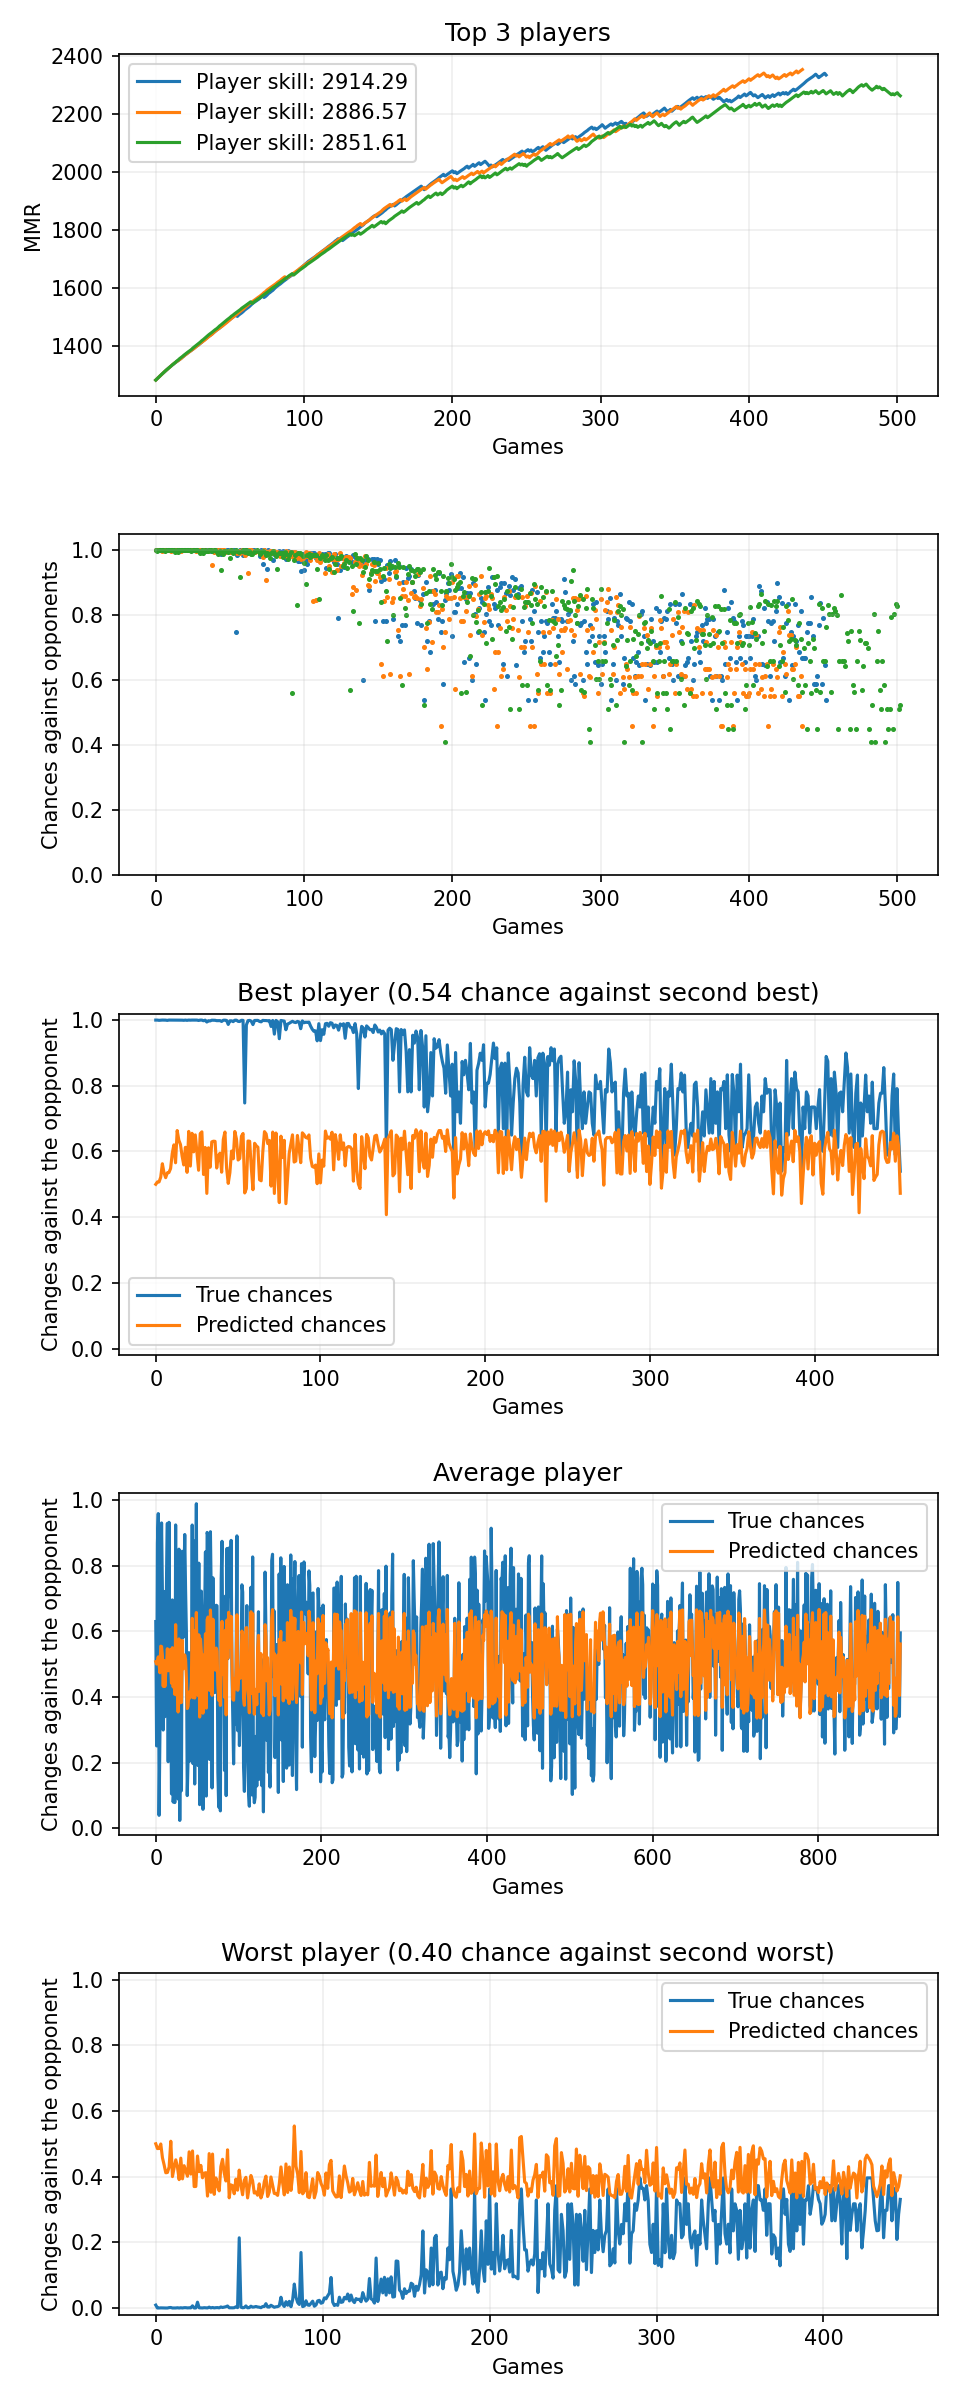 Top 3 players
2400
2200
2000
1800
1600
1400
MMR
Player skill: 2914.29
Player skill: 2886.57
Player skill: 2851.61
0 100 200 300 400 500
Games
1.0
0.8
0.6
0.4
0.2
0.0
Chances against opponents
0 100 200 300 400 500
Games
Best player (0.54 chance against second best)
1.0
0.8
0.6
0.4
0.2
0.0
Changes against the oppponent
True chances
Predicted chances
0 100 200 300 400
Games
Average player
1.0
0.8
0.6
0.4
0.2
0.0
Changes against the oppponent
True chances
Predicted chances
0 200 400 600 800
Games
Worst player (0.40 chance against second worst)
1.0
0.8
0.6
0.4
0.2
0.0
Changes against the oppponent
True chances
Predicted chances
0 100 200 300 400
Games